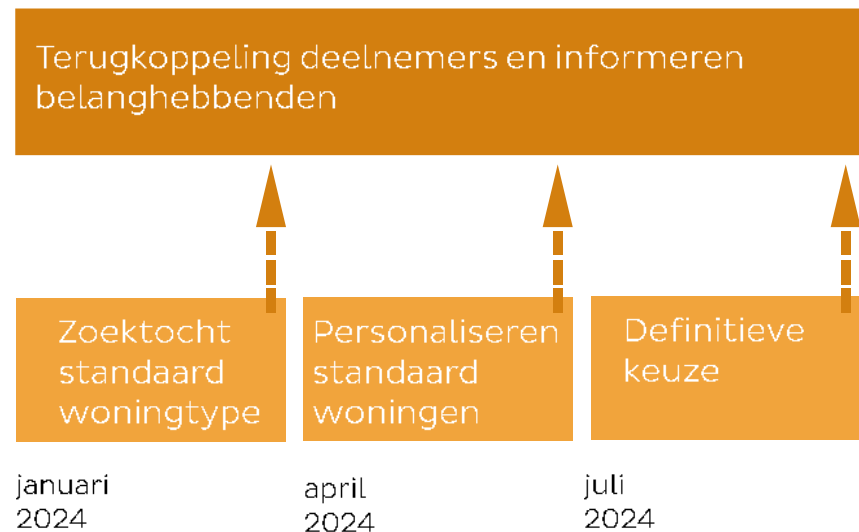 Terugkoppeling deelnemers en informeren
belanghebbenden
Zoektocht
standaard
woningtype
Personaliseren
standaard
woningen
Definitieve
keuze
januari
2024
april
2024
juli
2024